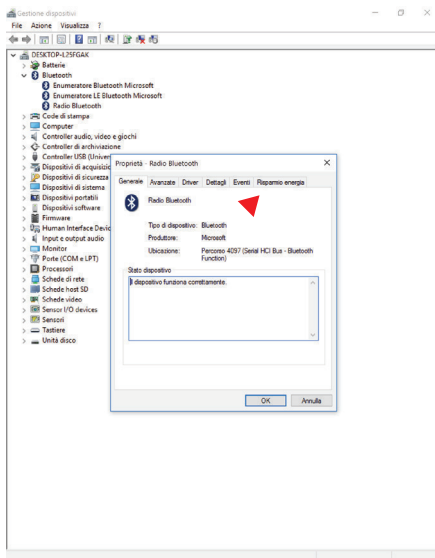 Gestione dispositivi
File Azione Visualizza ?
DESKTOP-L25FGAK
Batterie
Bluetooth
Enumeratore Bluetooth Microsoft
Enumeratore LE Bluetooth Microsoft
Radio Bluetooth
Code di stampa
Computer
Controller audio, video e giochi
Controller di archiviazione
Controller USB (Univer
Dispositivi di acquisizic
Dispositivi di sicurezza
Dispositivi di sistema
Dispositivi portatili
Dispositivi software
Firmware
Human Interface Devic
Input e output audio
Monitor
Porte (COM e LPT)
Processori
Schede di rete
Schede host SD
Schede video
Sensor I/O devices
Sensori
Tastiere
Unità disco
Proprietà - Radio Bluetooth
Generale Avanzate Driver Dettagli Eventi Risparmio energia
Radio Bluetooth
Tipo di dispositivo: Bluetooth
Produttore: Microsoft
Ubicazione: Percorso 4097 (Serial HCI Bus - Bluetooth
Function)
Stato dispositivo
Il dispositivo funziona correttamente.
OK Annulla